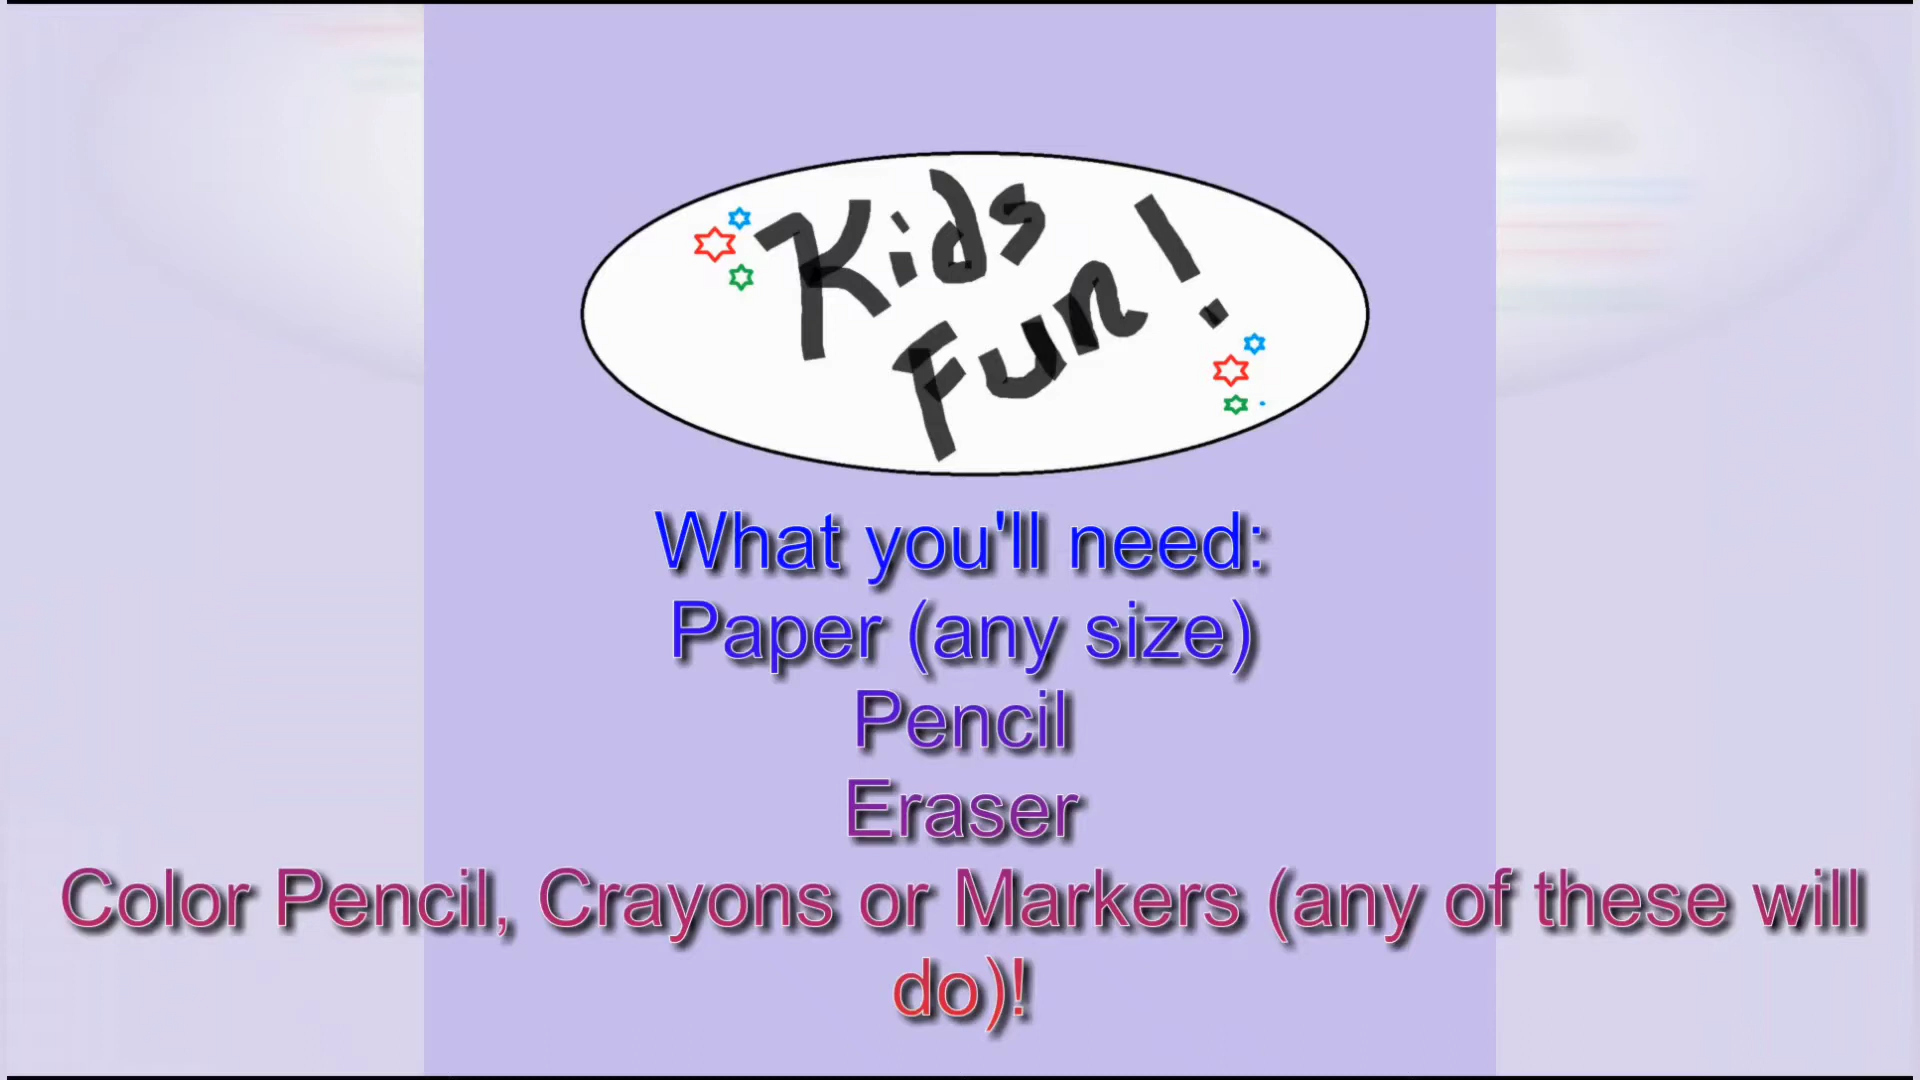 Kids
Fun!
What you'll need:
Paper (any size)
Pencil
Eraser
Color Pencil, Crayons or Markers (any of these will
do)!